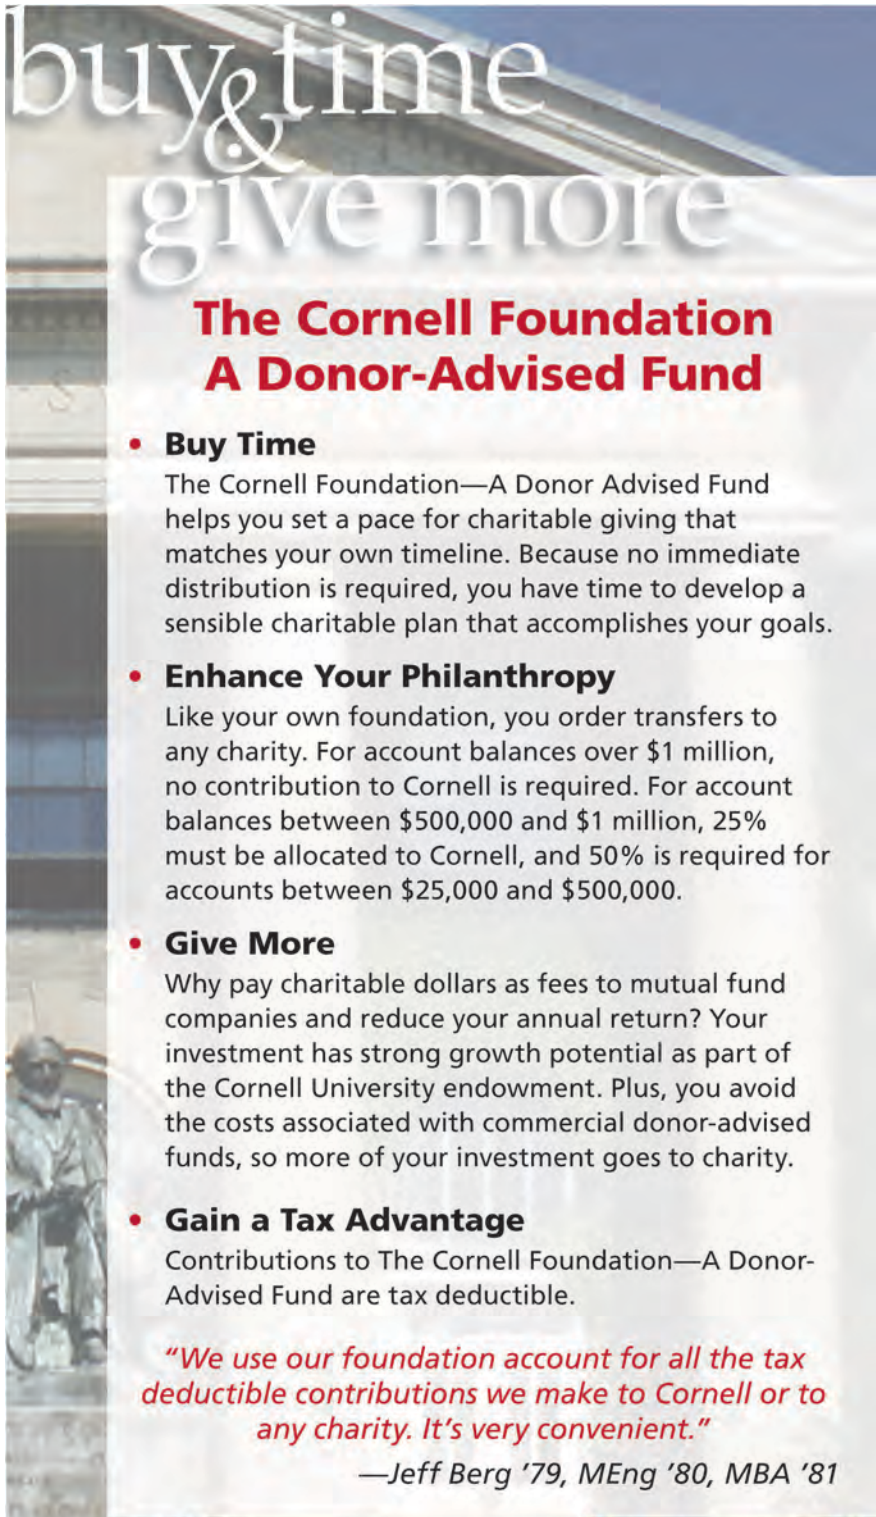 buy time
&
give more
The Cornell Foundation
A Donor-Advised Fund
• Buy Time
The Cornell Foundation—A Donor Advised Fund
helps you set a pace for charitable giving that
matches your own timeline. Because no immediate
distribution is required, you have time to develop a
sensible charitable plan that accomplishes your goals.
• Enhance Your Philanthropy
Like your own foundation, you order transfers to
any charity. For account balances over $1 million,
no contribution to Cornell is required. For account
balances between $500,000 and $1 million, 25%
must be allocated to Cornell, and 50% is required for
accounts between $25,000 and $500,000.
• Give More
Why pay charitable dollars as fees to mutual fund
companies and reduce your annual return? Your
investment has strong growth potential as part of
the Cornell University endowment. Plus, you avoid
the costs associated with commercial donor-advised
funds, so more of your investment goes to charity.
• Gain a Tax Advantage
Contributions to The Cornell Foundation—A Donor-
Advised Fund are tax deductible.
“We use our foundation account for all the tax
deductible contributions we make to Cornell or to
any charity. It’s very convenient.”
—Jeff Berg ’79, MEng ’80, MBA ’81